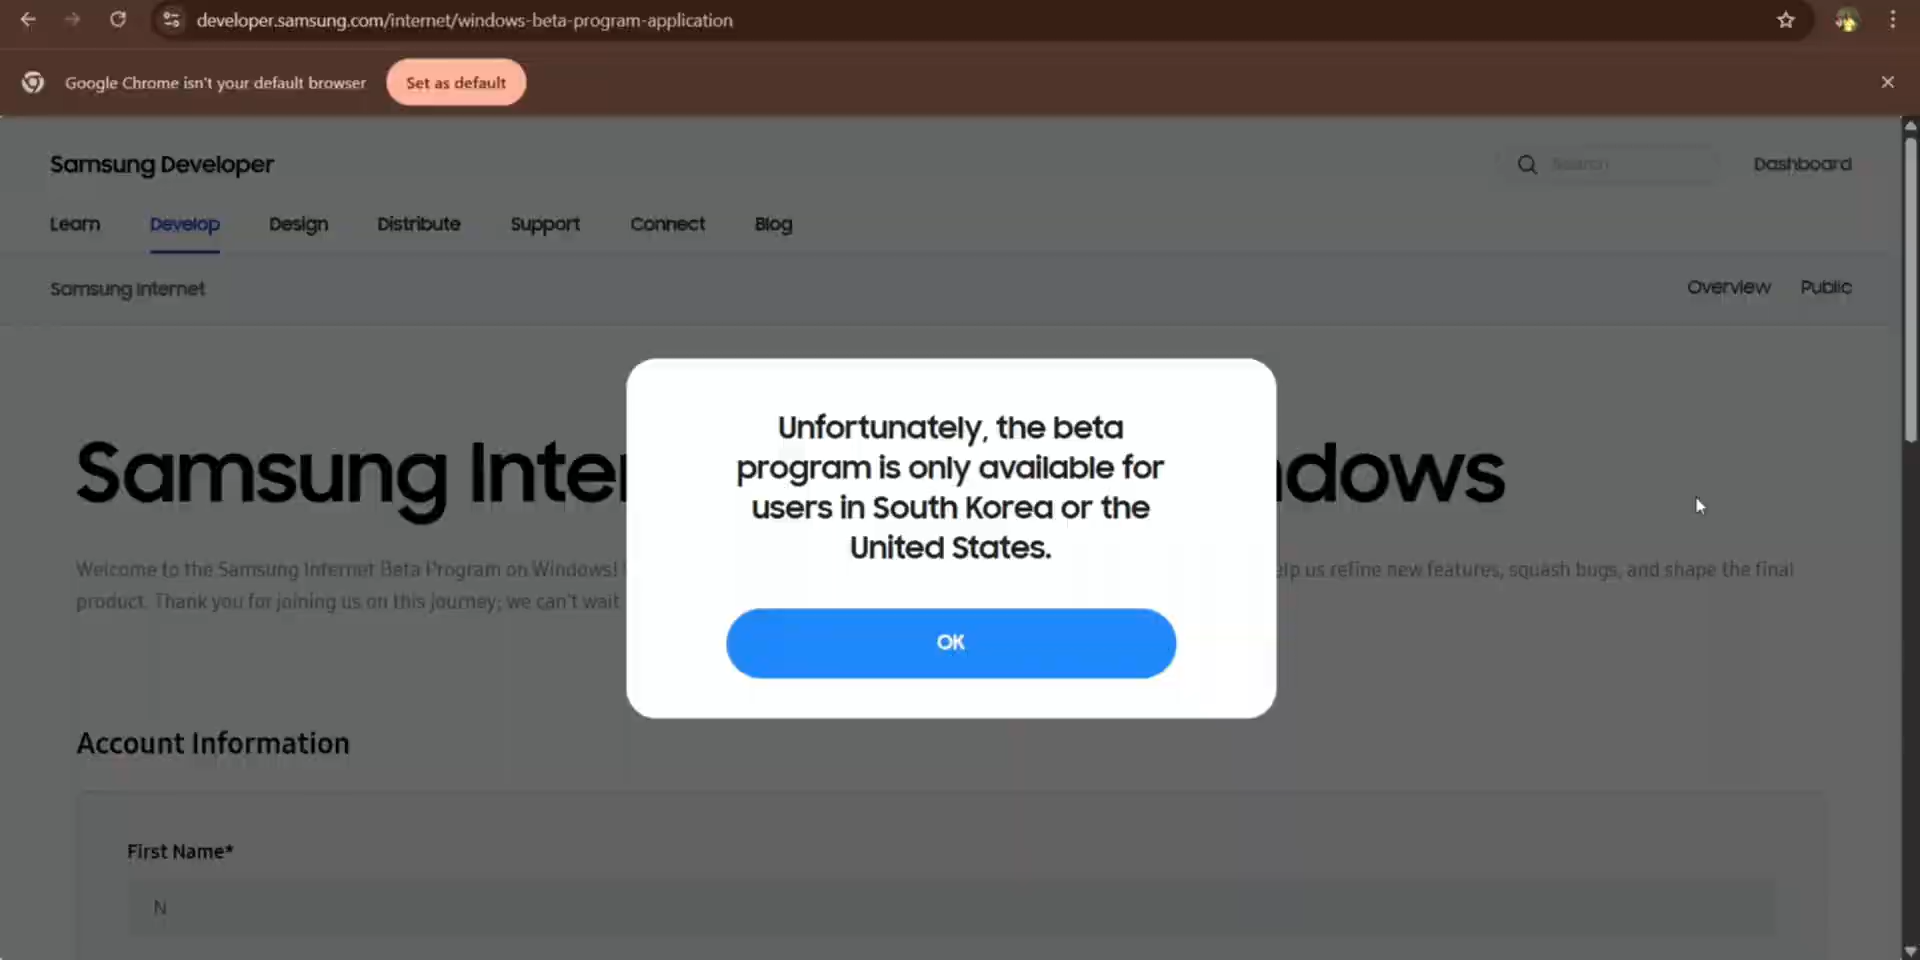 developer.samsung.com/internet/windows-beta-program-application
Google Chrome isn't your default browser
Set as default
Samsung Developer
Search
Dashboard
Learn
Develop
Design
Distribute
Support
Connect
Blog
Samsung Internet
Overview
Public
Samsung Inter
ndows
Welcome to the Samsung Internet Beta Program on Windows!
lp us refine new features, squash bugs, and shape the final
product. Thank you for joining us on this journey; we can't wait
Unfortunately, the beta
program is only available for
users in South Korea or the
United States.
OK
Account Information
First Name*
N